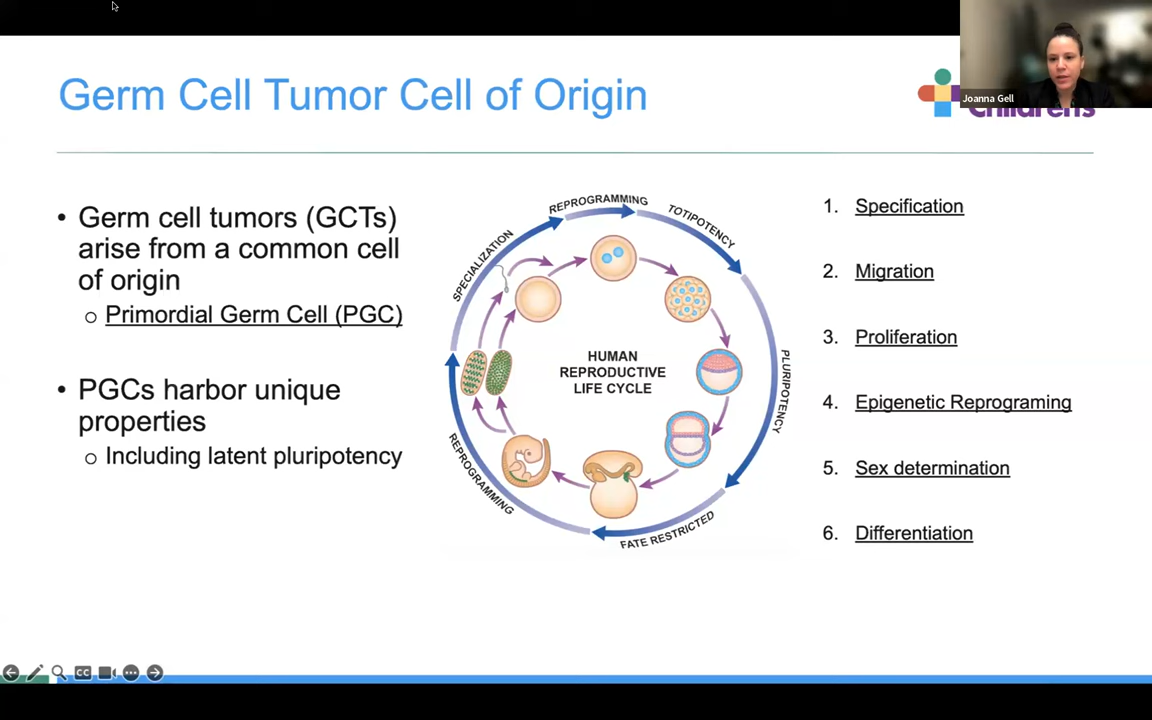 Germ Cell Tumor Cell of Origin
Joanna Gell
Children's
• Germ cell tumors (GCTs)
arise from a common cell
of origin
o Primordial Germ Cell (PGC)
• PGCs harbor unique
properties
o Including latent pluripotency
REPROGRAMMING
TOTIPOTENCY
PLURIPOTENCY
FATE RESTRICTED
REPROGRAMMING
SPECIALIZATION
HUMAN
REPRODUCTIVE
LIFE CYCLE
1. Specification
2. Migration
3. Proliferation
4. Epigenetic Reprograming
5. Sex determination
6. Differentiation
CC